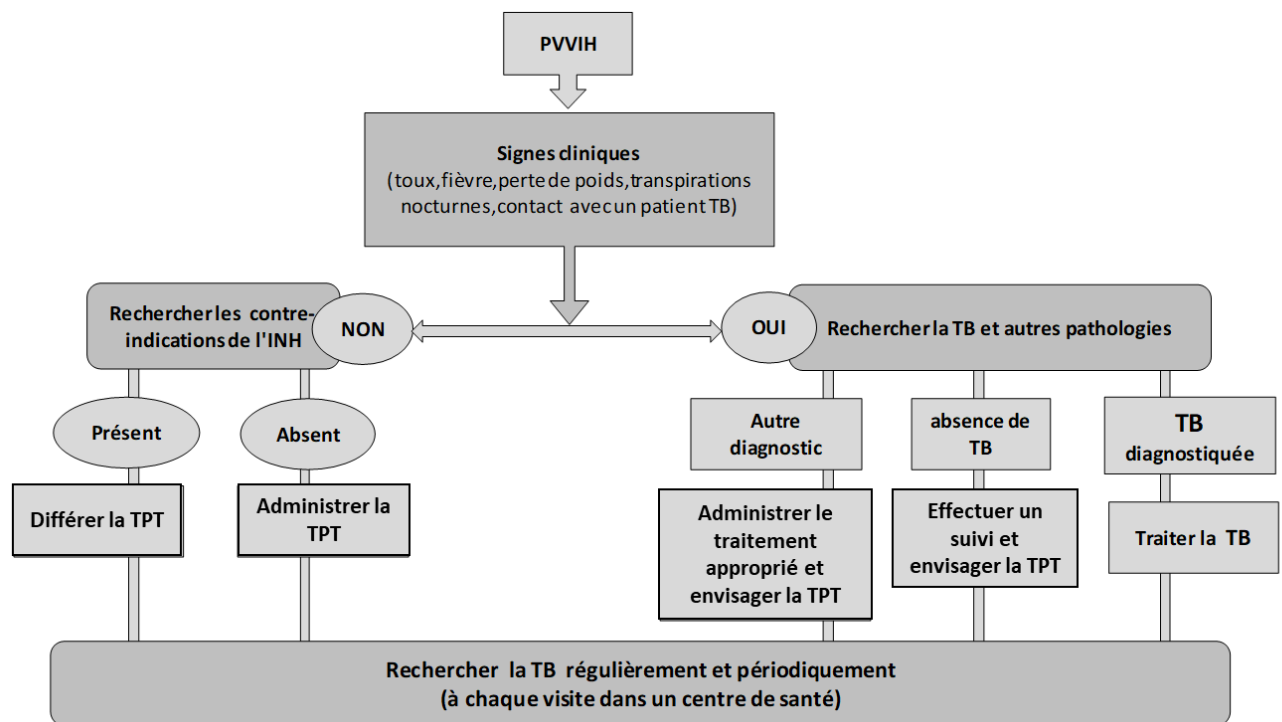 PVVIH
Signes cliniques
(toux,fièvre,perte de poids,transpirations
nocturnes,contact avec un patient TB)
Rechercher les contre-
indications de l'INH
NON
OUI
Rechercher la TB et autres pathologies
Présent
Absent
Autre
diagnostic
absence de
TB
TB
diagnostiquée
Différer la TPT
Administrer la
TPT
Administrer le
traitement
approprié et
envisager la TPT
Effectuer un
suivi et
envisager la TPT
Traiter la TB
Rechercher la TB régulièrement et périodiquement
(à chaque visite dans un centre de santé)